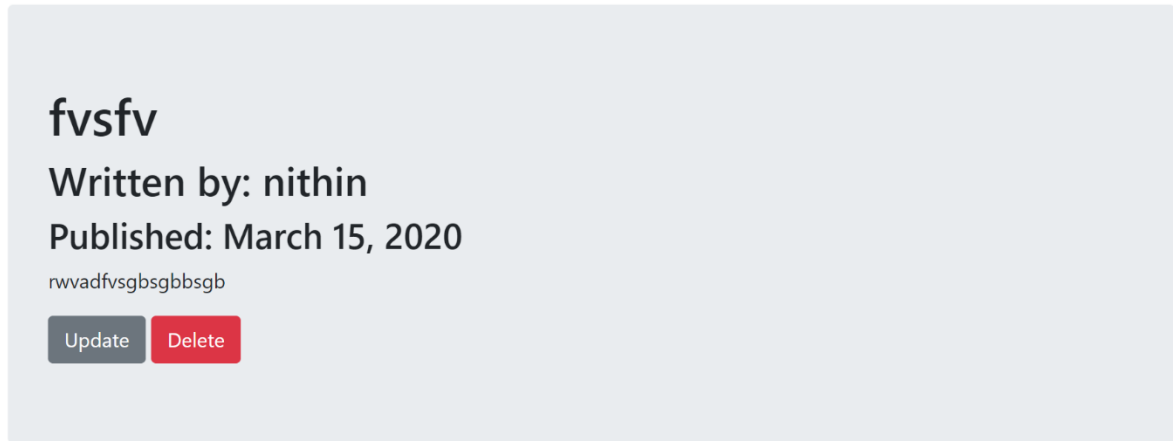 fvsfv
Written by: nithin
Published: March 15, 2020
rwvadfvsgbsgbbsgb
Update Delete